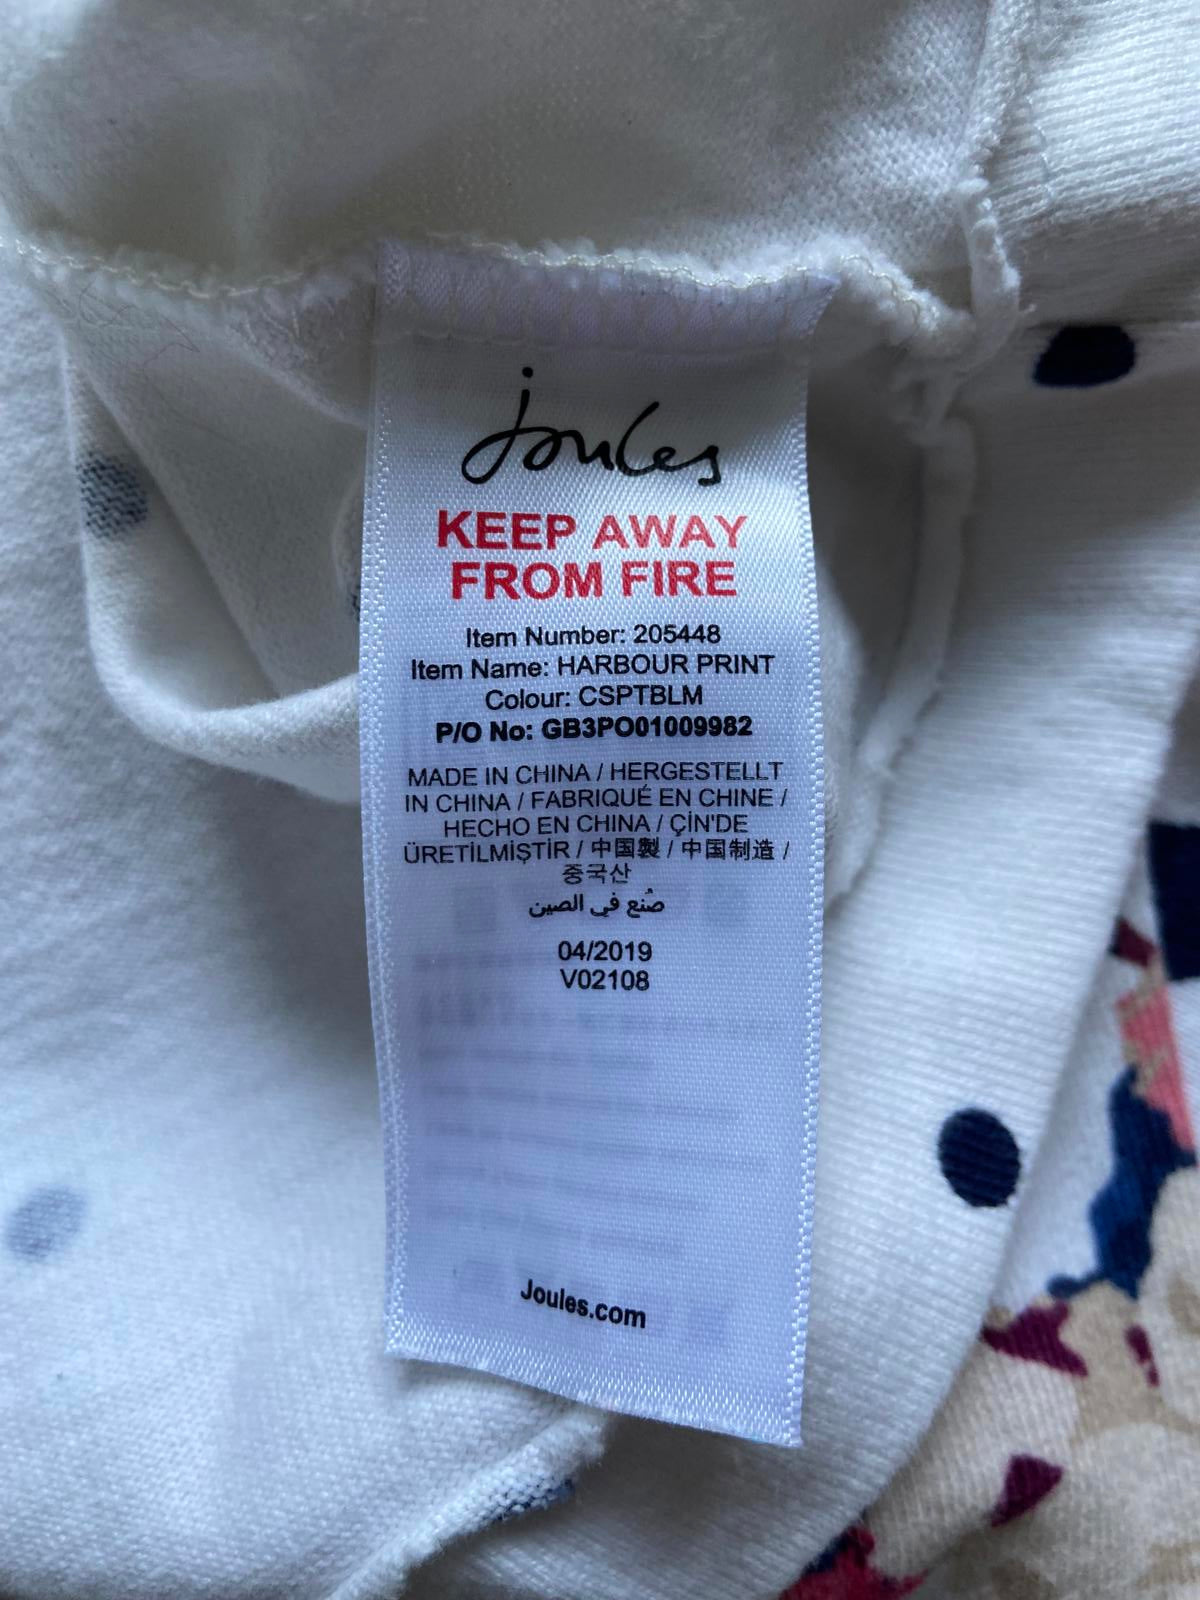 Joules
KEEP AWAY
FROM FIRE
Item Number: 205448
Item Name: HARBOUR PRINT
Colour: CSPTBLM
P/O No: GB3PO01009982
MADE IN CHINA / HERGESTELLT
IN CHINA / FABRIQUÉ EN CHINE /
HECHO EN CHINA / ÇİN'DE
ÜRETİLMİŞTİR / 中国製 / 中国制造 /
중국산
صُنع في الصين
04/2019
V02108
Joules.com